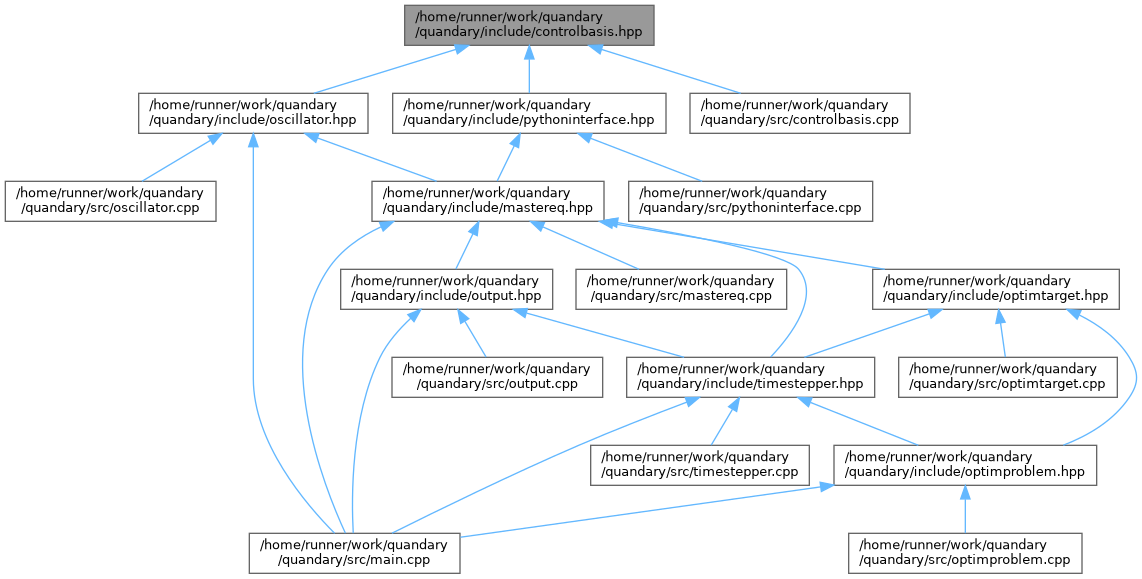 /home/runner/work/quandary
/quandary/include/controlbasis.hpp
/home/runner/work/quandary
/quandary/include/oscillator.hpp
/home/runner/work/quandary
/quandary/include/pythoninterface.hpp
/home/runner/work/quandary
/quandary/src/controlbasis.cpp
/home/runner/work/quandary
/quandary/src/oscillator.cpp
/home/runner/work/quandary
/quandary/include/mastereq.hpp
/home/runner/work/quandary
/quandary/src/pythoninterface.cpp
/home/runner/work/quandary
/quandary/include/output.hpp
/home/runner/work/quandary
/quandary/src/mastereq.cpp
/home/runner/work/quandary
/quandary/include/optimtarget.hpp
/home/runner/work/quandary
/quandary/src/output.cpp
/home/runner/work/quandary
/quandary/include/timestepper.hpp
/home/runner/work/quandary
/quandary/src/optimtarget.cpp
/home/runner/work/quandary
/quandary/src/timestepper.cpp
/home/runner/work/quandary
/quandary/include/optimproblem.hpp
/home/runner/work/quandary
/quandary/src/main.cpp
/home/runner/work/quandary
/quandary/src/optimproblem.cpp